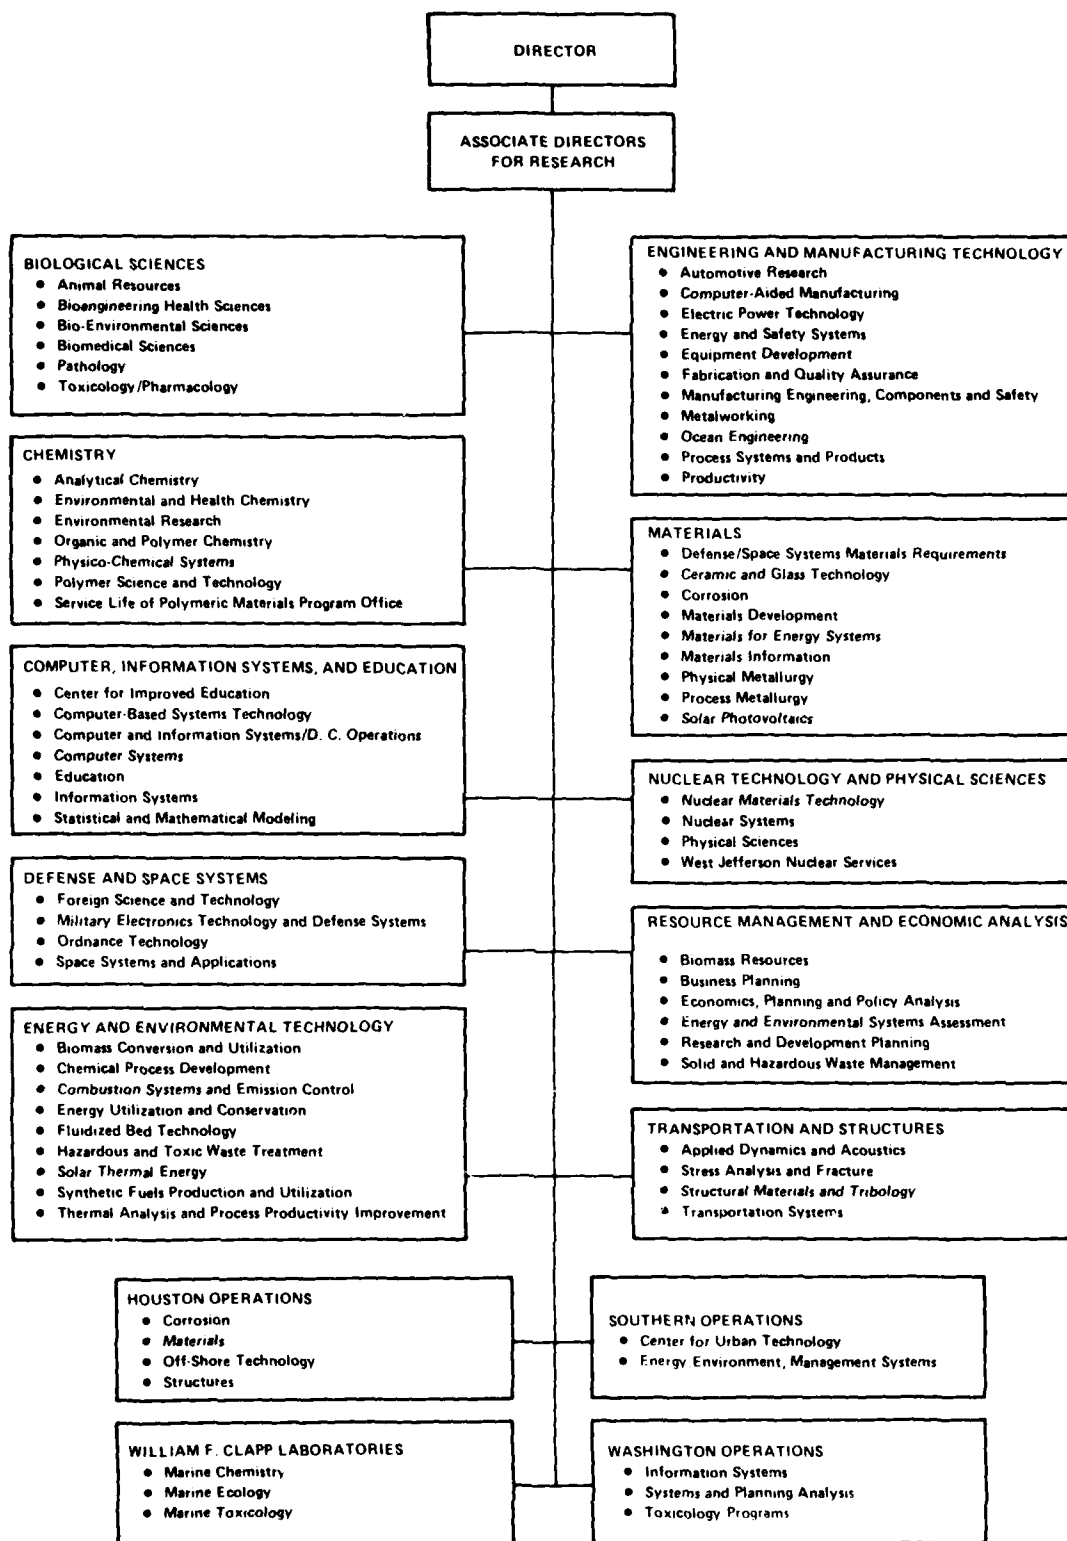 DIRECTOR
ASSOCIATE DIRECTORS
FOR RESEARCH
BIOLOGICAL SCIENCES
• Animal Resources
• Bioengineering Health Sciences
• Bio-Environmental Sciences
• Biomedical Sciences
• Pathology
• Toxicology/Pharmacology
CHEMISTRY
• Analytical Chemistry
• Environmental and Health Chemistry
• Environmental Research
• Organic and Polymer Chemistry
• Physico-Chemical Systems
• Polymer Science and Technology
• Service Life of Polymeric Materials Program Office
COMPUTER, INFORMATION SYSTEMS, AND EDUCATION
• Center for Improved Education
• Computer-Based Systems Technology
• Computer and Information Systems/D. C. Operations
• Computer Systems
• Education
• Information Systems
• Statistical and Mathematical Modeling
DEFENSE AND SPACE SYSTEMS
• Foreign Science and Technology
• Military Electronics Technology and Defense Systems
• Ordnance Technology
• Space Systems and Applications
ENERGY AND ENVIRONMENTAL TECHNOLOGY
• Biomass Conversion and Utilization
• Chemical Process Development
• Combustion Systems and Emission Control
• Energy Utilization and Conservation
• Fluidized Bed Technology
• Hazardous and Toxic Waste Treatment
• Solar Thermal Energy
• Synthetic Fuels Production and Utilization
• Thermal Analysis and Process Productivity Improvement
ENGINEERING AND MANUFACTURING TECHNOLOGY
• Automotive Research
• Computer-Aided Manufacturing
• Electric Power Technology
• Energy and Safety Systems
• Equipment Development
• Fabrication and Quality Assurance
• Manufacturing Engineering, Components and Safety
• Metalworking
• Ocean Engineering
• Process Systems and Products
• Productivity
MATERIALS
• Defense/Space Systems Materials Requirements
• Ceramic and Glass Technology
• Corrosion
• Materials Development
• Materials for Energy Systems
• Materials Information
• Physical Metallurgy
• Process Metallurgy
• Solar Photovoltaics
NUCLEAR TECHNOLOGY AND PHYSICAL SCIENCES
• Nuclear Materials Technology
• Nuclear Systems
• Physical Sciences
• West Jefferson Nuclear Services
RESOURCE MANAGEMENT AND ECONOMIC ANALYSIS
• Biomass Resources
• Business Planning
• Economics, Planning and Policy Analysis
• Energy and Environmental Systems Assessment
• Research and Development Planning
• Solid and Hazardous Waste Management
TRANSPORTATION AND STRUCTURES
• Applied Dynamics and Acoustics
• Stress Analysis and Fracture
• Structural Materials and Tribology
• Transportation Systems
HOUSTON OPERATIONS
• Corrosion
• Materials
• Off-Shore Technology
• Structures
SOUTHERN OPERATIONS
• Center for Urban Technology
• Energy Environment, Management Systems
WILLIAM F. CLAPP LABORATORIES
• Marine Chemistry
• Marine Ecology
• Marine Toxicology
WASHINGTON OPERATIONS
• Information Systems
• Systems and Planning Analysis
• Toxicology Programs